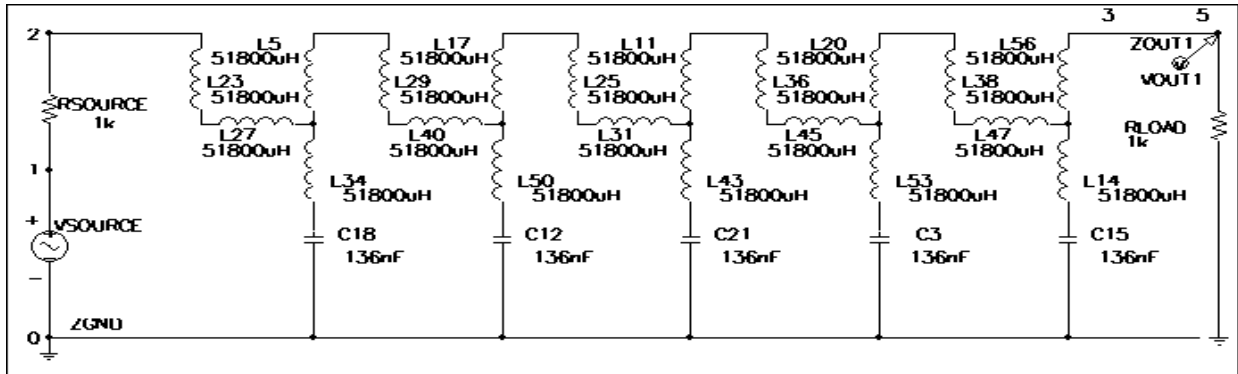 3 5
2 L5 L17 L11 L20 L56 ZOUT1
51800uH 51800uH 51800uH 51800uH 51800uH
L23 L29 L25 L36 L38 VOUT1
51800uH 51800uH 51800uH 51800uH 51800uH
RSOURCE
1k
L27 L40 L31 L45 L47 RLOAD
51800uH 51800uH 51800uH 51800uH 51800uH 1k
1
L34 L50 L43 L53 L14
51800uH 51800uH 51800uH 51800uH 51800uH
+ VSOURCE
C18 C12 C21 C3 C15
136nF 136nF 136nF 136nF 136nF
−
ZGND
0